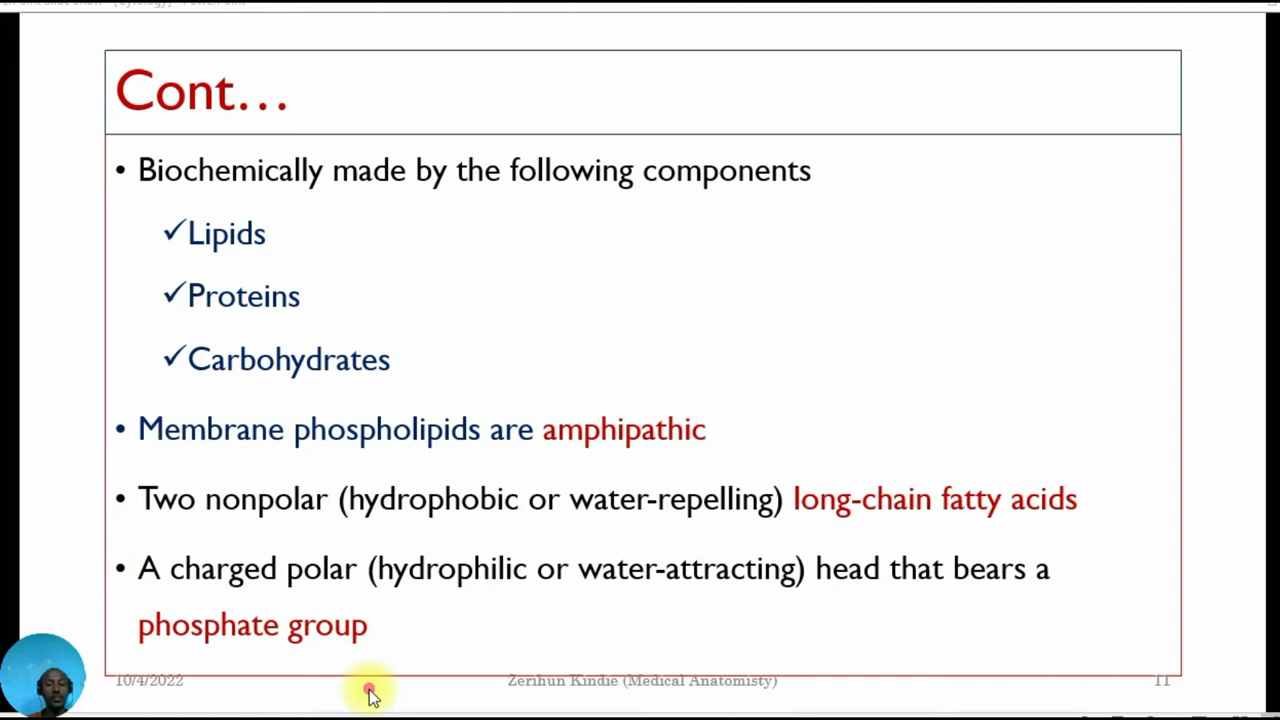 Cont…
• Biochemically made by the following components
✓Lipids
✓Proteins
✓Carbohydrates
• Membrane phospholipids are amphipathic
• Two nonpolar (hydrophobic or water-repelling) long-chain fatty acids
• A charged polar (hydrophilic or water-attracting) head that bears a
phosphate group
10/4/2022
Zerihun Kindie (Medical Anatomisty)
11